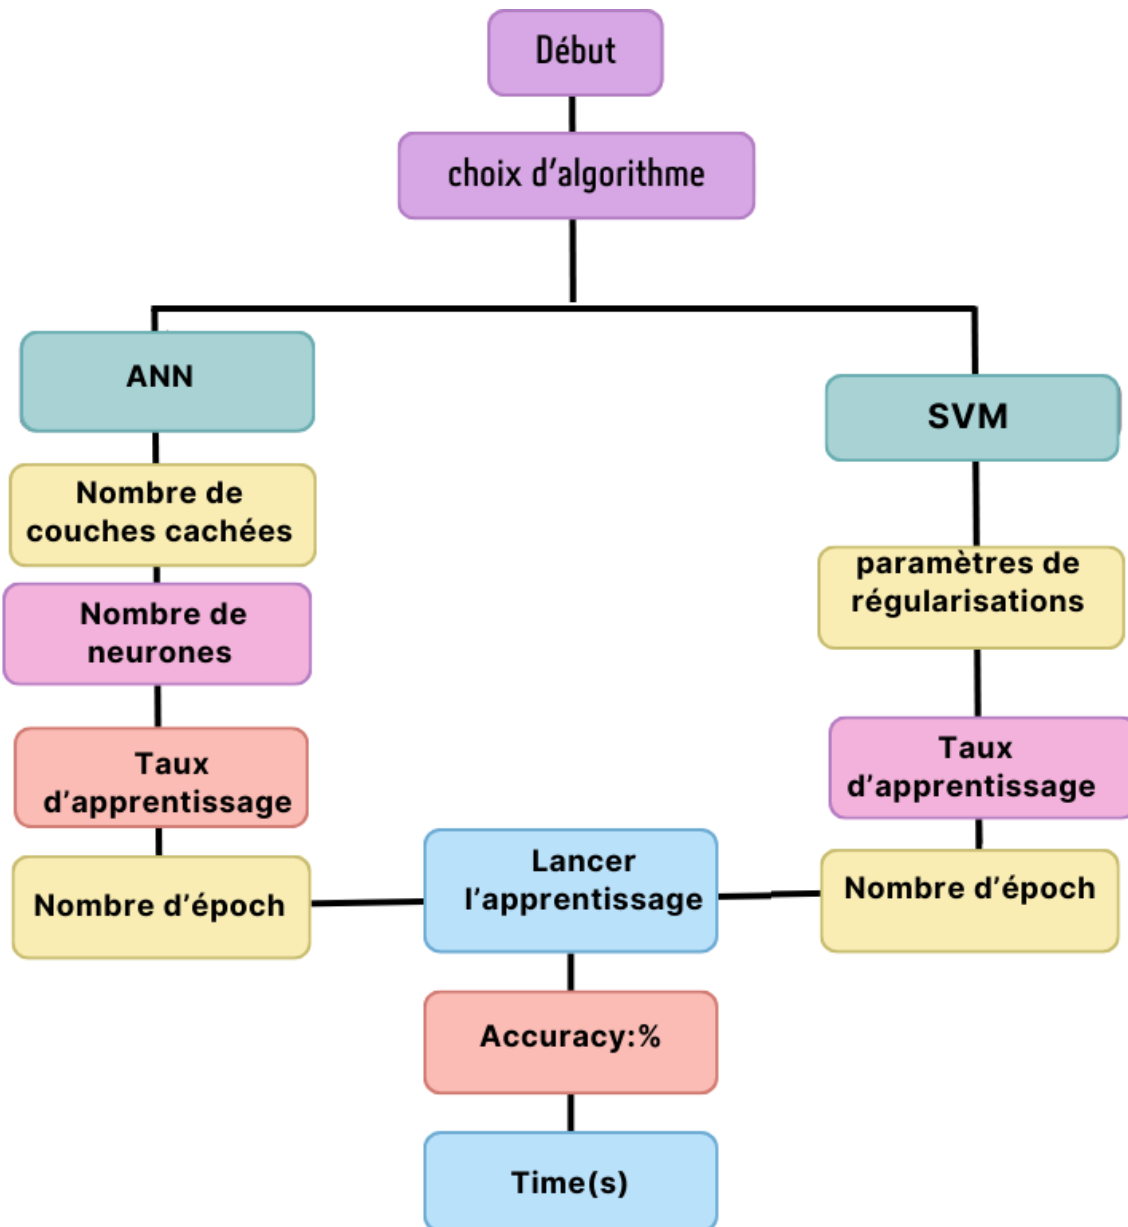 Début
choix d'algorithme
ANN
Nombre de
couches cachées
Nombre de
neurones
Taux
d'apprentissage
Nombre d'époch
SVM
paramètres de
régularisations
Taux
d'apprentissage
Nombre d'époch
Lancer
l'apprentissage
Accuracy:%
Time(s)